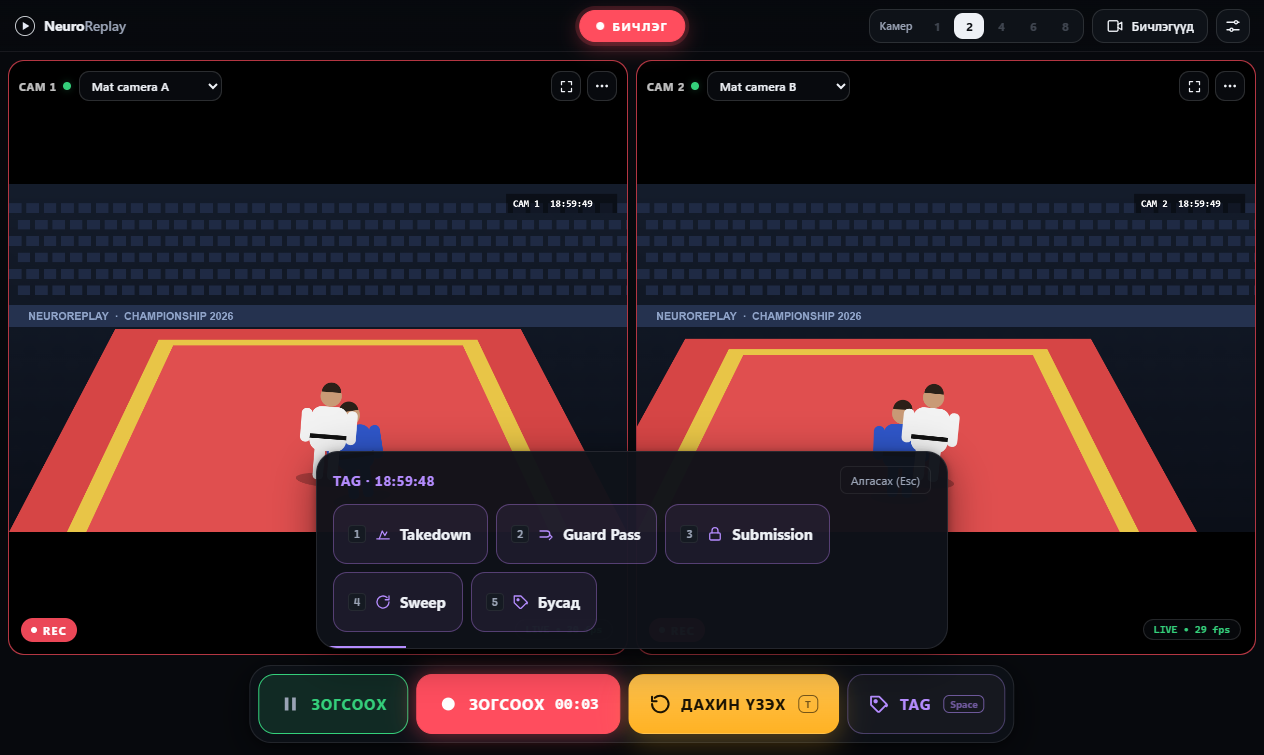 NeuroReplay
БИЧЛЭГ
Камер 1 2 4 6 8
Бичлэгүүд
CAM 1 Mat camera A
CAM 2 Mat camera B
CAM 1 18:59:49
CAM 2 18:59:49
NEUROREPLAY · CHAMPIONSHIP 2026
NEUROREPLAY · CHAMPIONSHIP 2026
TAG · 18:59:48
Алгасах (Esc)
1 Takedown
2 Guard Pass
3 Submission
4 Sweep
5 Бусад
REC
LIVE • 29 fps
ЗОГСООХ
ЗОГСООХ 00:03
ДАХИН ҮЗЭХ T
TAG Space